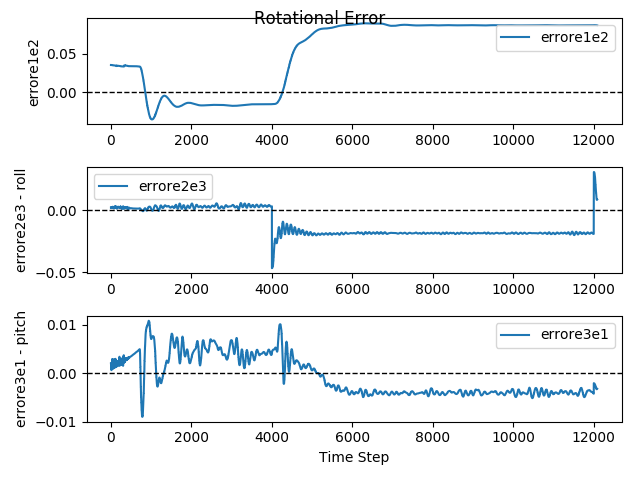 Rotational Error
errore1e2
0.05
0.00
errore1e2
0 2000 4000 6000 8000 10000 12000
errore2e3 - roll
0.00
−0.05
errore2e3
0 2000 4000 6000 8000 10000 12000
errore3e1 - pitch
0.01
0.00
−0.01
errore3e1
0 2000 4000 6000 8000 10000 12000
Time Step